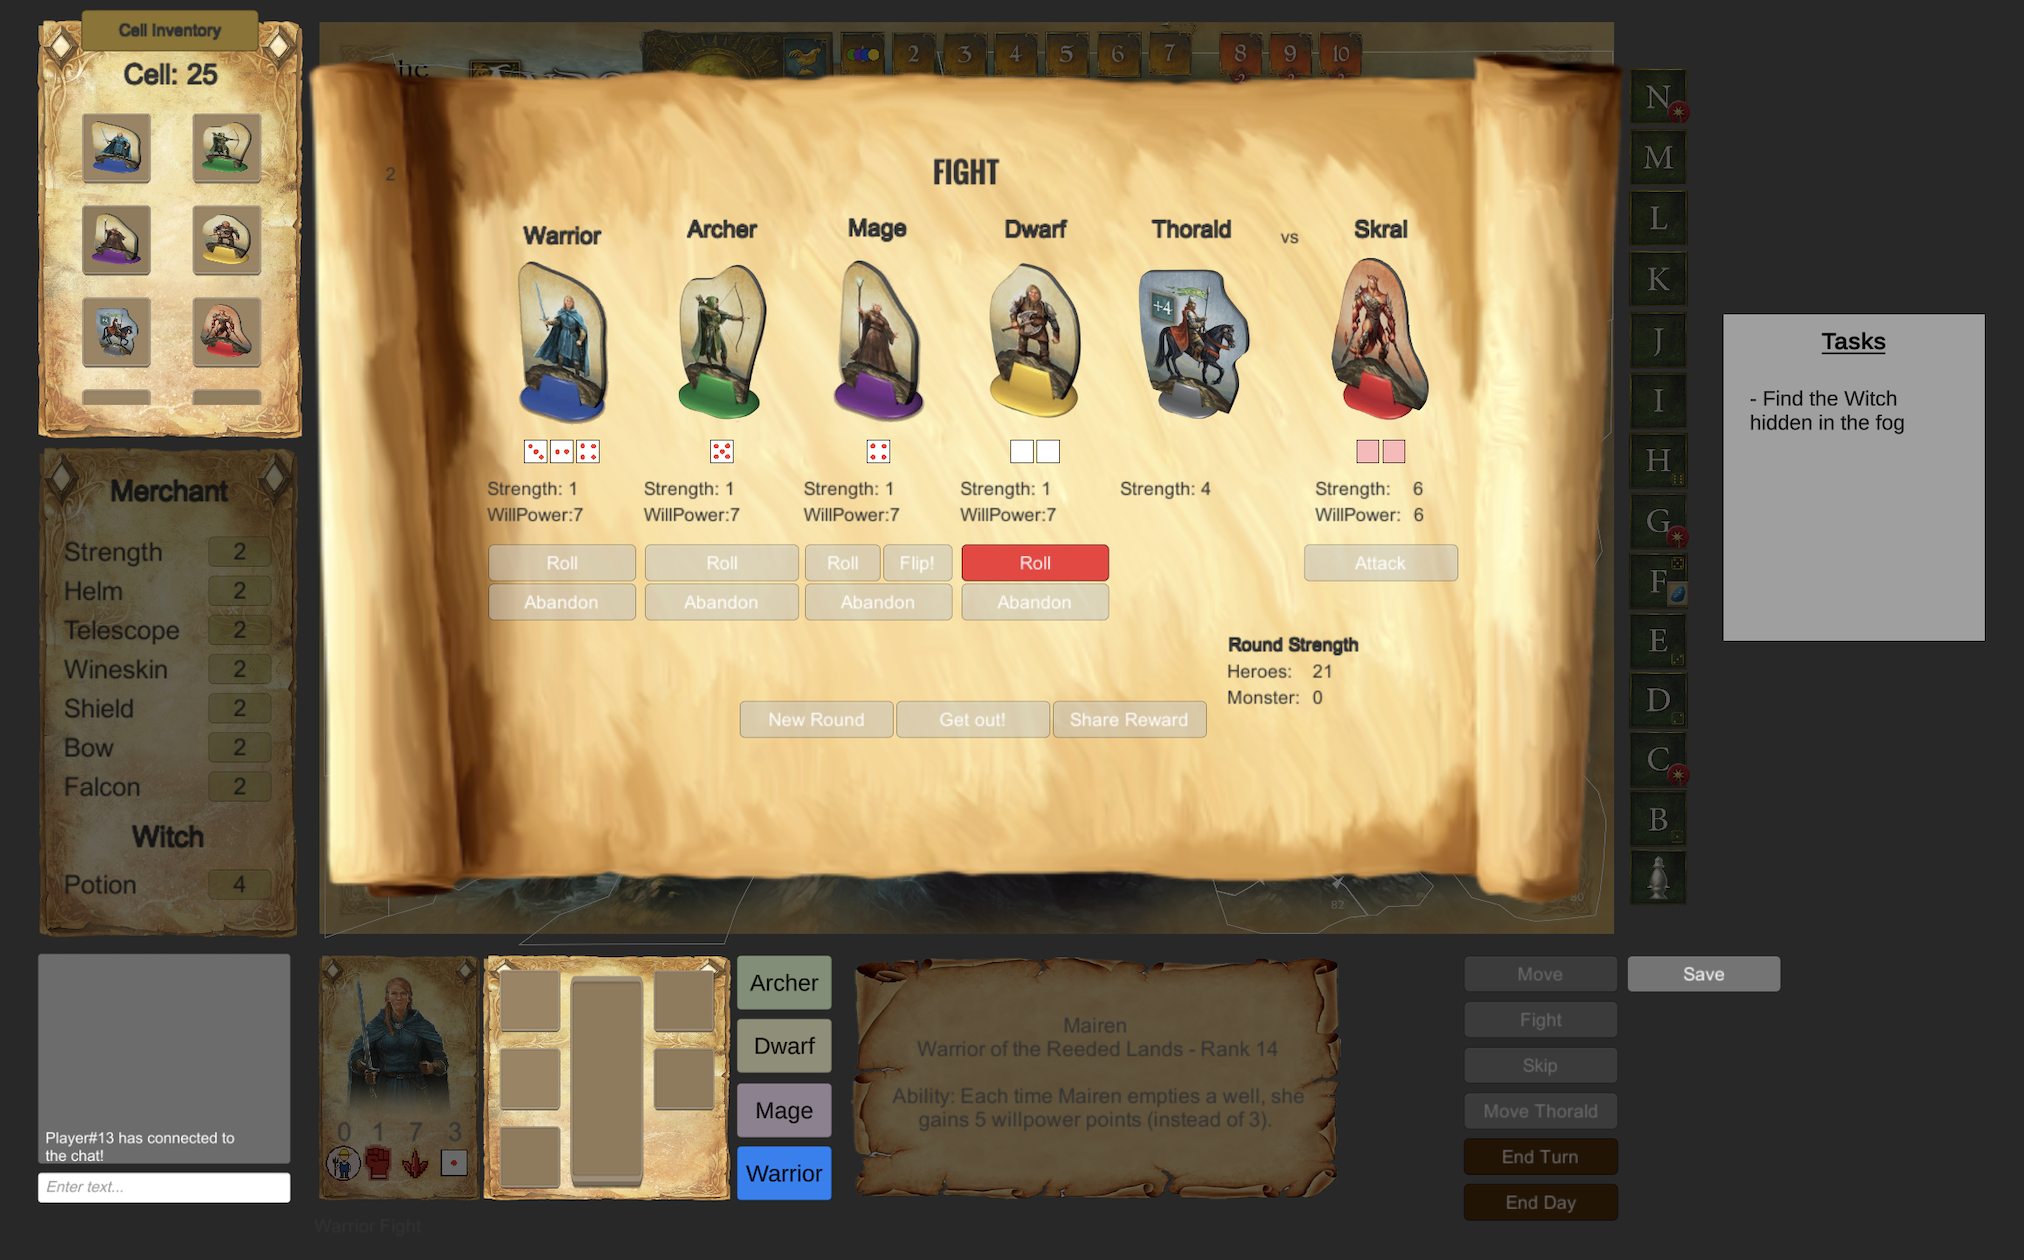 Cell Inventory
Cell: 25
2
3
4
5
6
7
8
9
10
he
2
FIGHT
Warrior
Archer
Mage
Dwarf
Thorald
vs
Skral
+4
Strength: 1
WillPower:7
Strength: 1
WillPower:7
Strength: 1
WillPower:7
Strength: 1
WillPower:7
Strength: 4
Strength: 6
WillPower: 6
Roll
Roll
Roll
Flip!
Roll
Attack
Abandon
Abandon
Abandon
Abandon
Round Strength
Heroes: 21
Monster: 0
New Round
Get out!
Share Reward
82
80
N
M
L
K
J
I
H
G
F
E
D
C
B
Tasks
- Find the Witch
hidden in the fog
Merchant
Strength 2
Helm 2
Telescope 2
Wineskin 2
Shield 2
Bow 2
Falcon 2
Witch
Potion 4
Player#13 has connected to
the chat!
Enter text...
0 1 7 3
Warrior Fight
Archer
Dwarf
Mage
Warrior
Mairen
Warrior of the Reeded Lands - Rank 14
Ability: Each time Mairen empties a well, she
gains 5 willpower points (instead of 3).
Move
Save
Fight
Skip
Move Thorald
End Turn
End Day